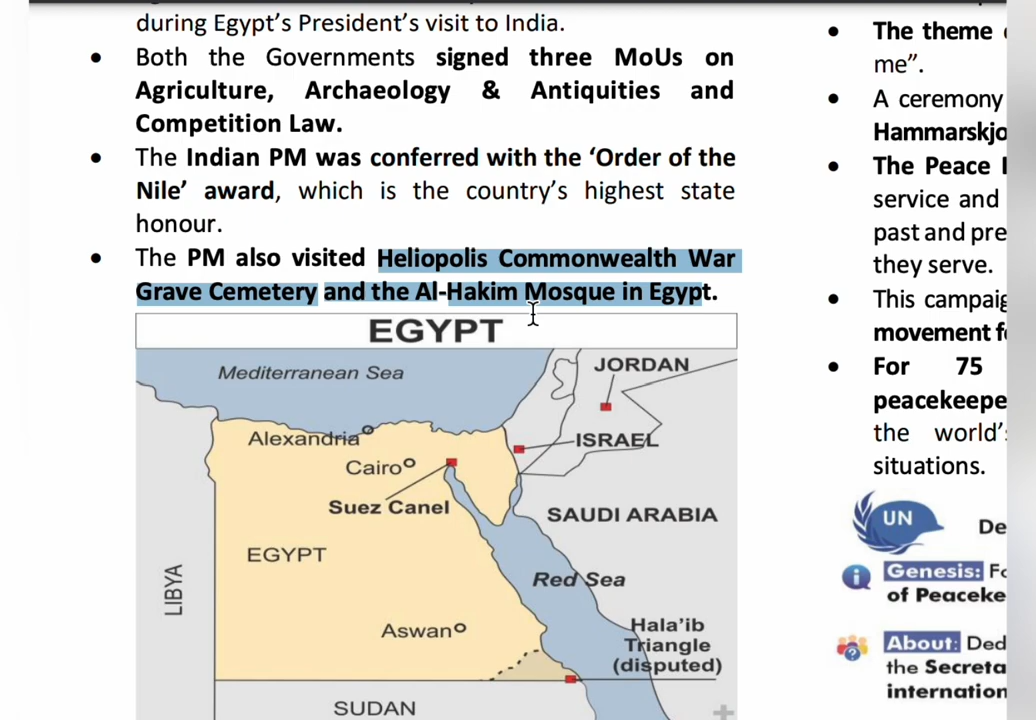 during Egypt’s President’s visit to India.
• Both the Governments signed three MoUs on
Agriculture, Archaeology & Antiquities and
Competition Law.
• The Indian PM was conferred with the ‘Order of the
Nile’ award, which is the country’s highest state
honour.
• The PM also visited Heliopolis Commonwealth War
Grave Cemetery and the Al-Hakim Mosque in Egypt.
EGYPT
Mediterranean Sea
JORDAN
Alexandria
ISRAEL
Cairo
Suez Canel
SAUDI ARABIA
EGYPT
LIBYA
Red Sea
Aswan
Hala’ib
Triangle
(disputed)
SUDAN
• The theme
me”.
• A ceremony
Hammarskjo
• The Peace
service and
past and pre
they serve.
• This campaig
movement f
• For 75
peacekeepe
the world’
situations.
UN
De
Genesis: Fo
of Peaceke
About: Ded
the Secreta
internation